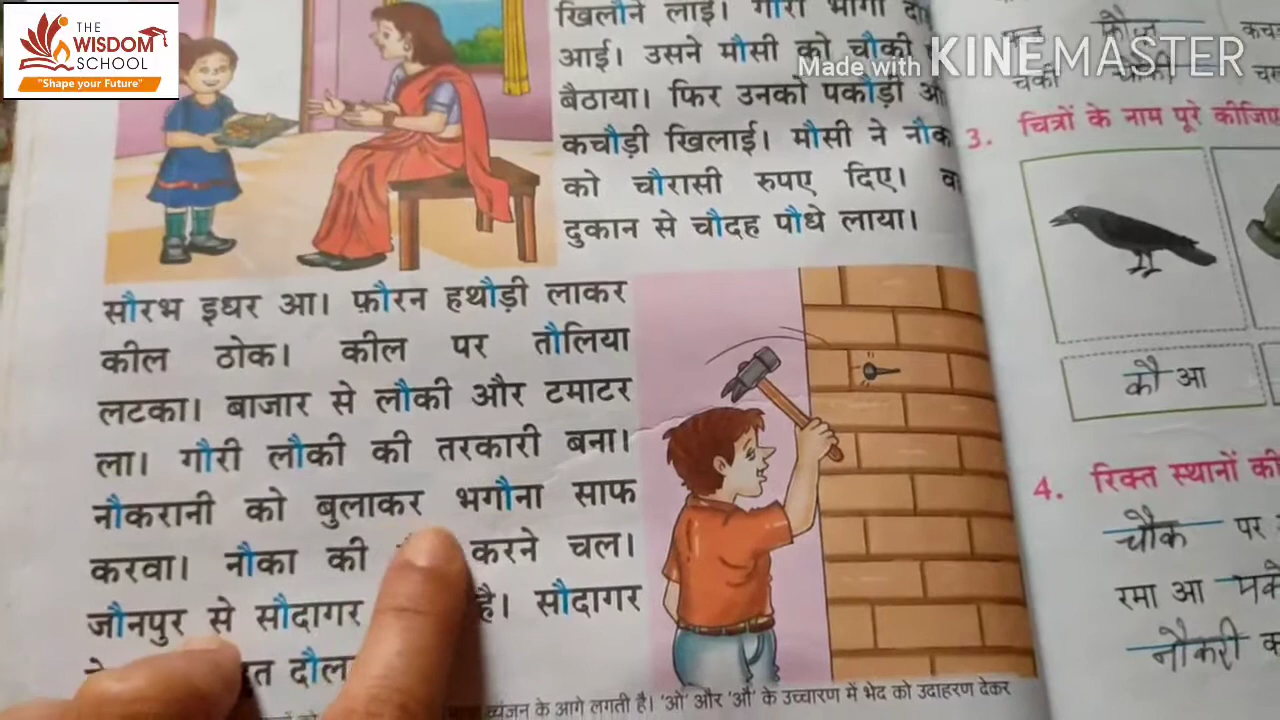 THE
WISDOM
SCHOOL
"Shape your Future"
Made with KINEMASTER
खिलौने लाई। गौरी भागी
आई। उसने मौसी को चौकी
बैठाया। फिर उनको पकौड़ी
कचौड़ी खिलाई। मौसी ने नौक
को चौरासी रुपए दिए।
दुकान से चौदह पौधे लाया।
सौरभ इधर आ। फ़ौरन हथौड़ी लाकर
कील ठोक। कील पर तौलिया
लटका। बाजार से लौकी और टमाटर
ला। गौरी लौकी की तरकारी बना।
नौकरानी को बुलाकर भगौना साफ
करवा। नौका की करने चल।
जौनपुर से सौदागर है। सौदागर
दौल
व्यंजन के आगे लगती है। 'ओ' और 'औ' के उच्चारण में भेद को उदाहरण देकर
3. चित्रों के नाम पूरे कीजिए
कौ आ
4. रिक्त स्थानों की
चौक पर
रमा आ
नौकरी